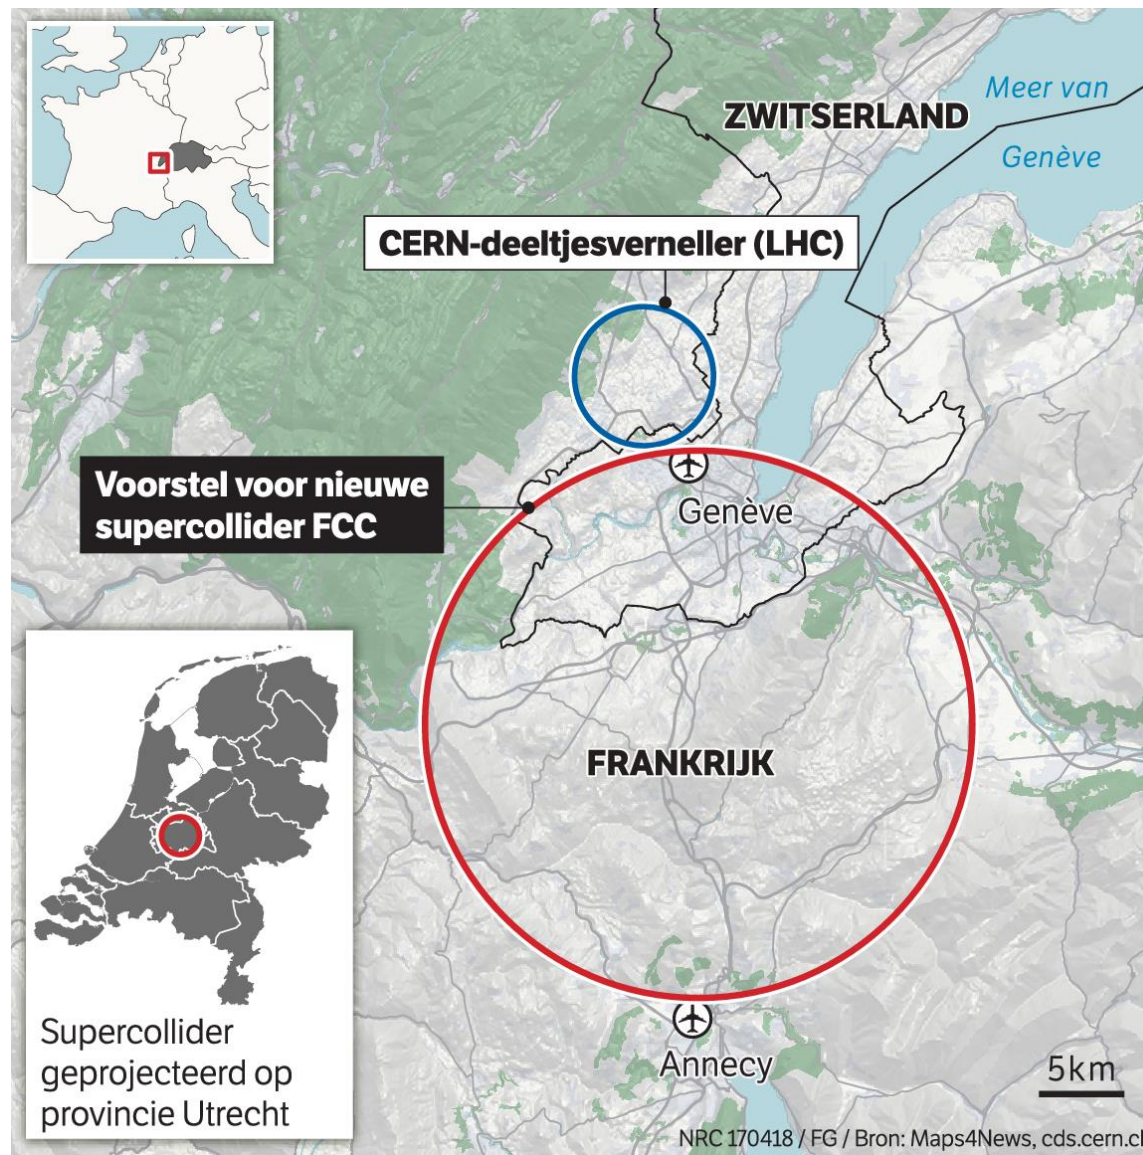 ZWITSERLAND
Meer van
Genève
CERN-deeltjesverneller (LHC)
Voorstel voor nieuwe
supercollider FCC
Genève
FRANKRIJK
Supercollider
geprojecteerd op
provincie Utrecht
Annecy
5km
NRC 170418 / FG / Bron: Maps4News, cds.cern.cl